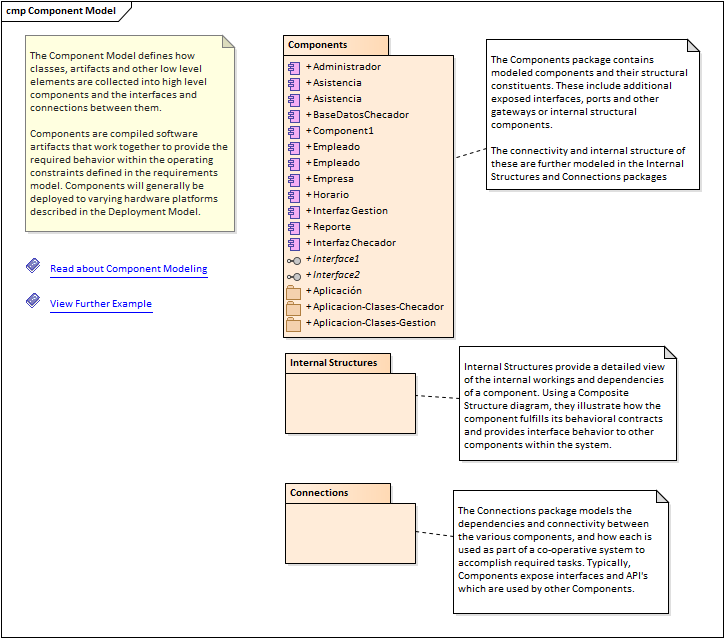 cmp Component Model
The Component Model defines how
classes, artifacts and other low level
elements are collected into high level
components and the interfaces and
connections between them.
Components are compiled software
artifacts that work together to provide the
required behavior within the operating
constraints defined in the requirements
model. Components will generally be
deployed to varying hardware platforms
described in the Deployment Model.
Read about Component Modeling
View Further Example
Components
+ Administrador
+ Asistencia
+ Asistencia
+ BaseDatosChecador
+ Component1
+ Empleado
+ Empleado
+ Empresa
+ Horario
+ Interfaz Gestion
+ Reporte
+ Interfaz Checador
+ Interface1
+ Interface2
+ Aplicación
+ Aplicacion-Clases-Checador
+ Aplicacion-Clases-Gestion
The Components package contains
modeled components and their structural
constituents. These include additional
exposed interfaces, ports and other
gateways or internal structural
components.
The connectivity and internal structure of
these are further modeled in the Internal
Structures and Connections packages
Internal Structures
Internal Structures provide a detailed view
of the internal workings and dependencies
of a component. Using a Composite
Structure diagram, they illustrate how the
component fulfills its behavioral contracts
and provides interface behavior to other
components within the system.
Connections
The Connections package models the
dependencies and connectivity between
the various components, and how each is
used as part of a co-operative system to
accomplish required tasks. Typically,
Components expose interfaces and API's
which are used by other Components.